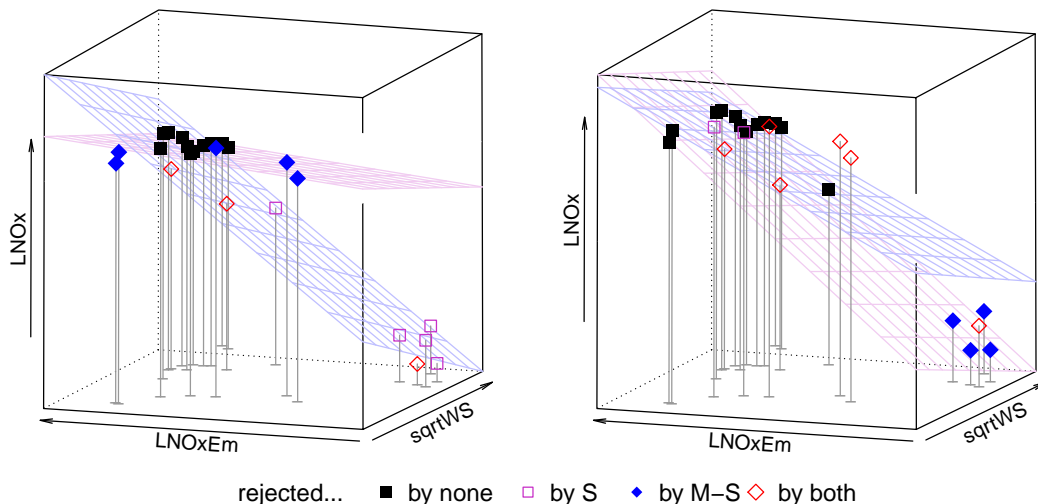 LNOx
LNOxEm
sqrtWS
LNOx
LNOxEm
sqrtWS
rejected... by none by S by M−S by both